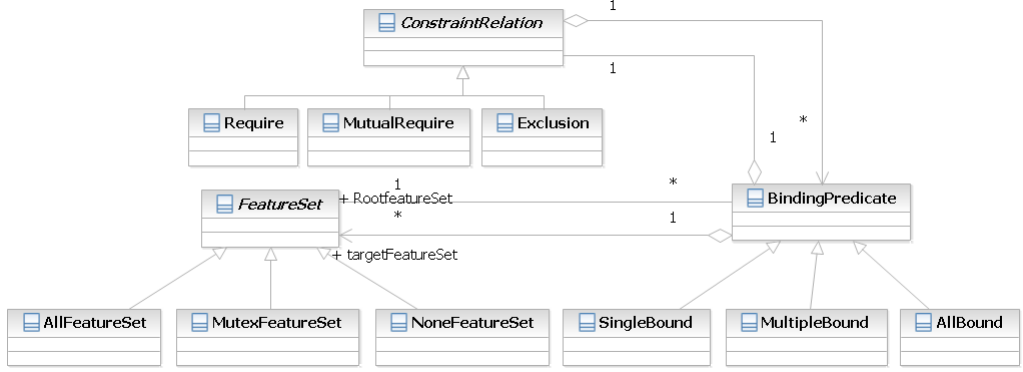 1
ConstraintRelation
1
*
1
Require
MutualRequire
Exclusion
1
*
+ RootfeatureSet
BindingPredicate
FeatureSet
*
1
+ targetFeatureSet
AllFeatureSet
MutexFeatureSet
NoneFeatureSet
SingleBound
MultipleBound
AllBound